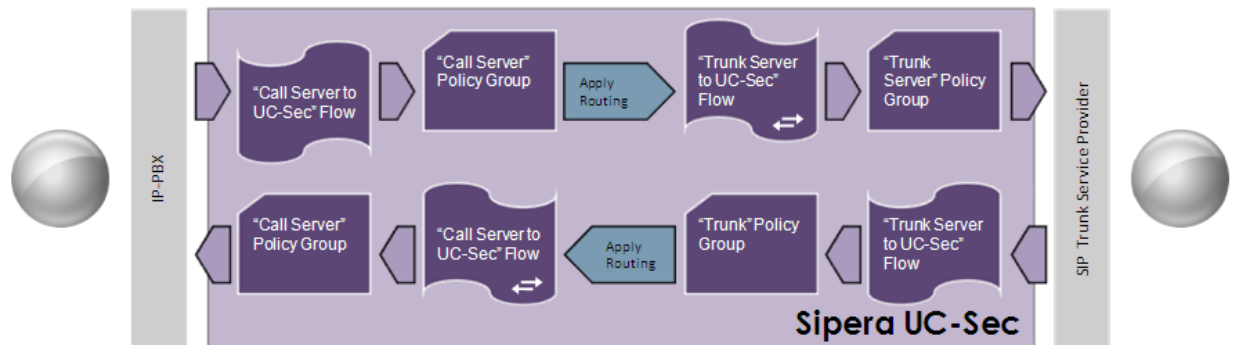 IP-PBX
"Call Server to
UC-Sec" Flow
"Call Server"
Policy Group
Apply
Routing
"Trunk Server
to UC-Sec"
Flow
"Trunk
Server" Policy
Group
"Call Server"
Policy Group
"Call Server to
UC-Sec" Flow
Apply
Routing
"Trunk" Policy
Group
"Trunk Server
to UC-Sec"
Flow
Sipera UC-Sec
SIP Trunk Service Provider